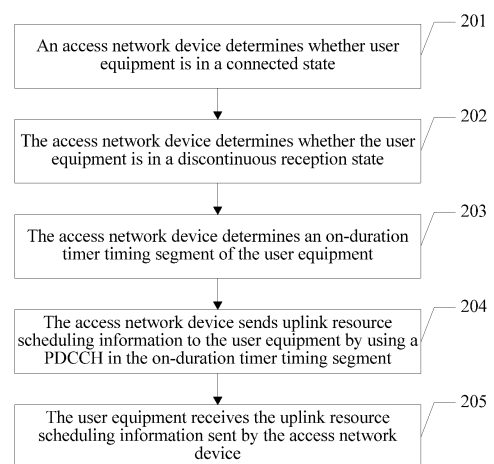 201
An access network device determines whether user
equipment is in a connected state
202
The access network device determines whether the user
equipment is in a discontinuous reception state
203
The access network device determines an on-duration
timer timing segment of the user equipment
204
The access network device sends uplink resource
scheduling information to the user equipment by using a
PDCCH in the on-duration timer timing segment
205
The user equipment receives the uplink resource
scheduling information sent by the access network
device